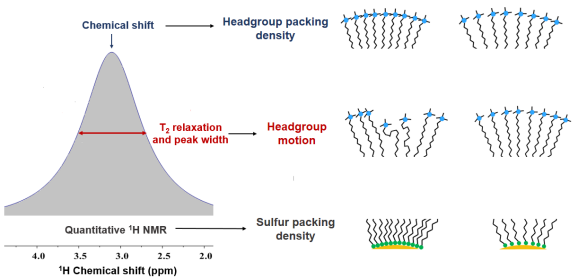 Chemical shift
Headgroup packing
density
T₂ relaxation
and peak width
Headgroup
motion
Quantitative ¹H NMR
Sulfur packing
density
4.0 3.5 3.0 2.5 2.0
¹H Chemical shift (ppm)